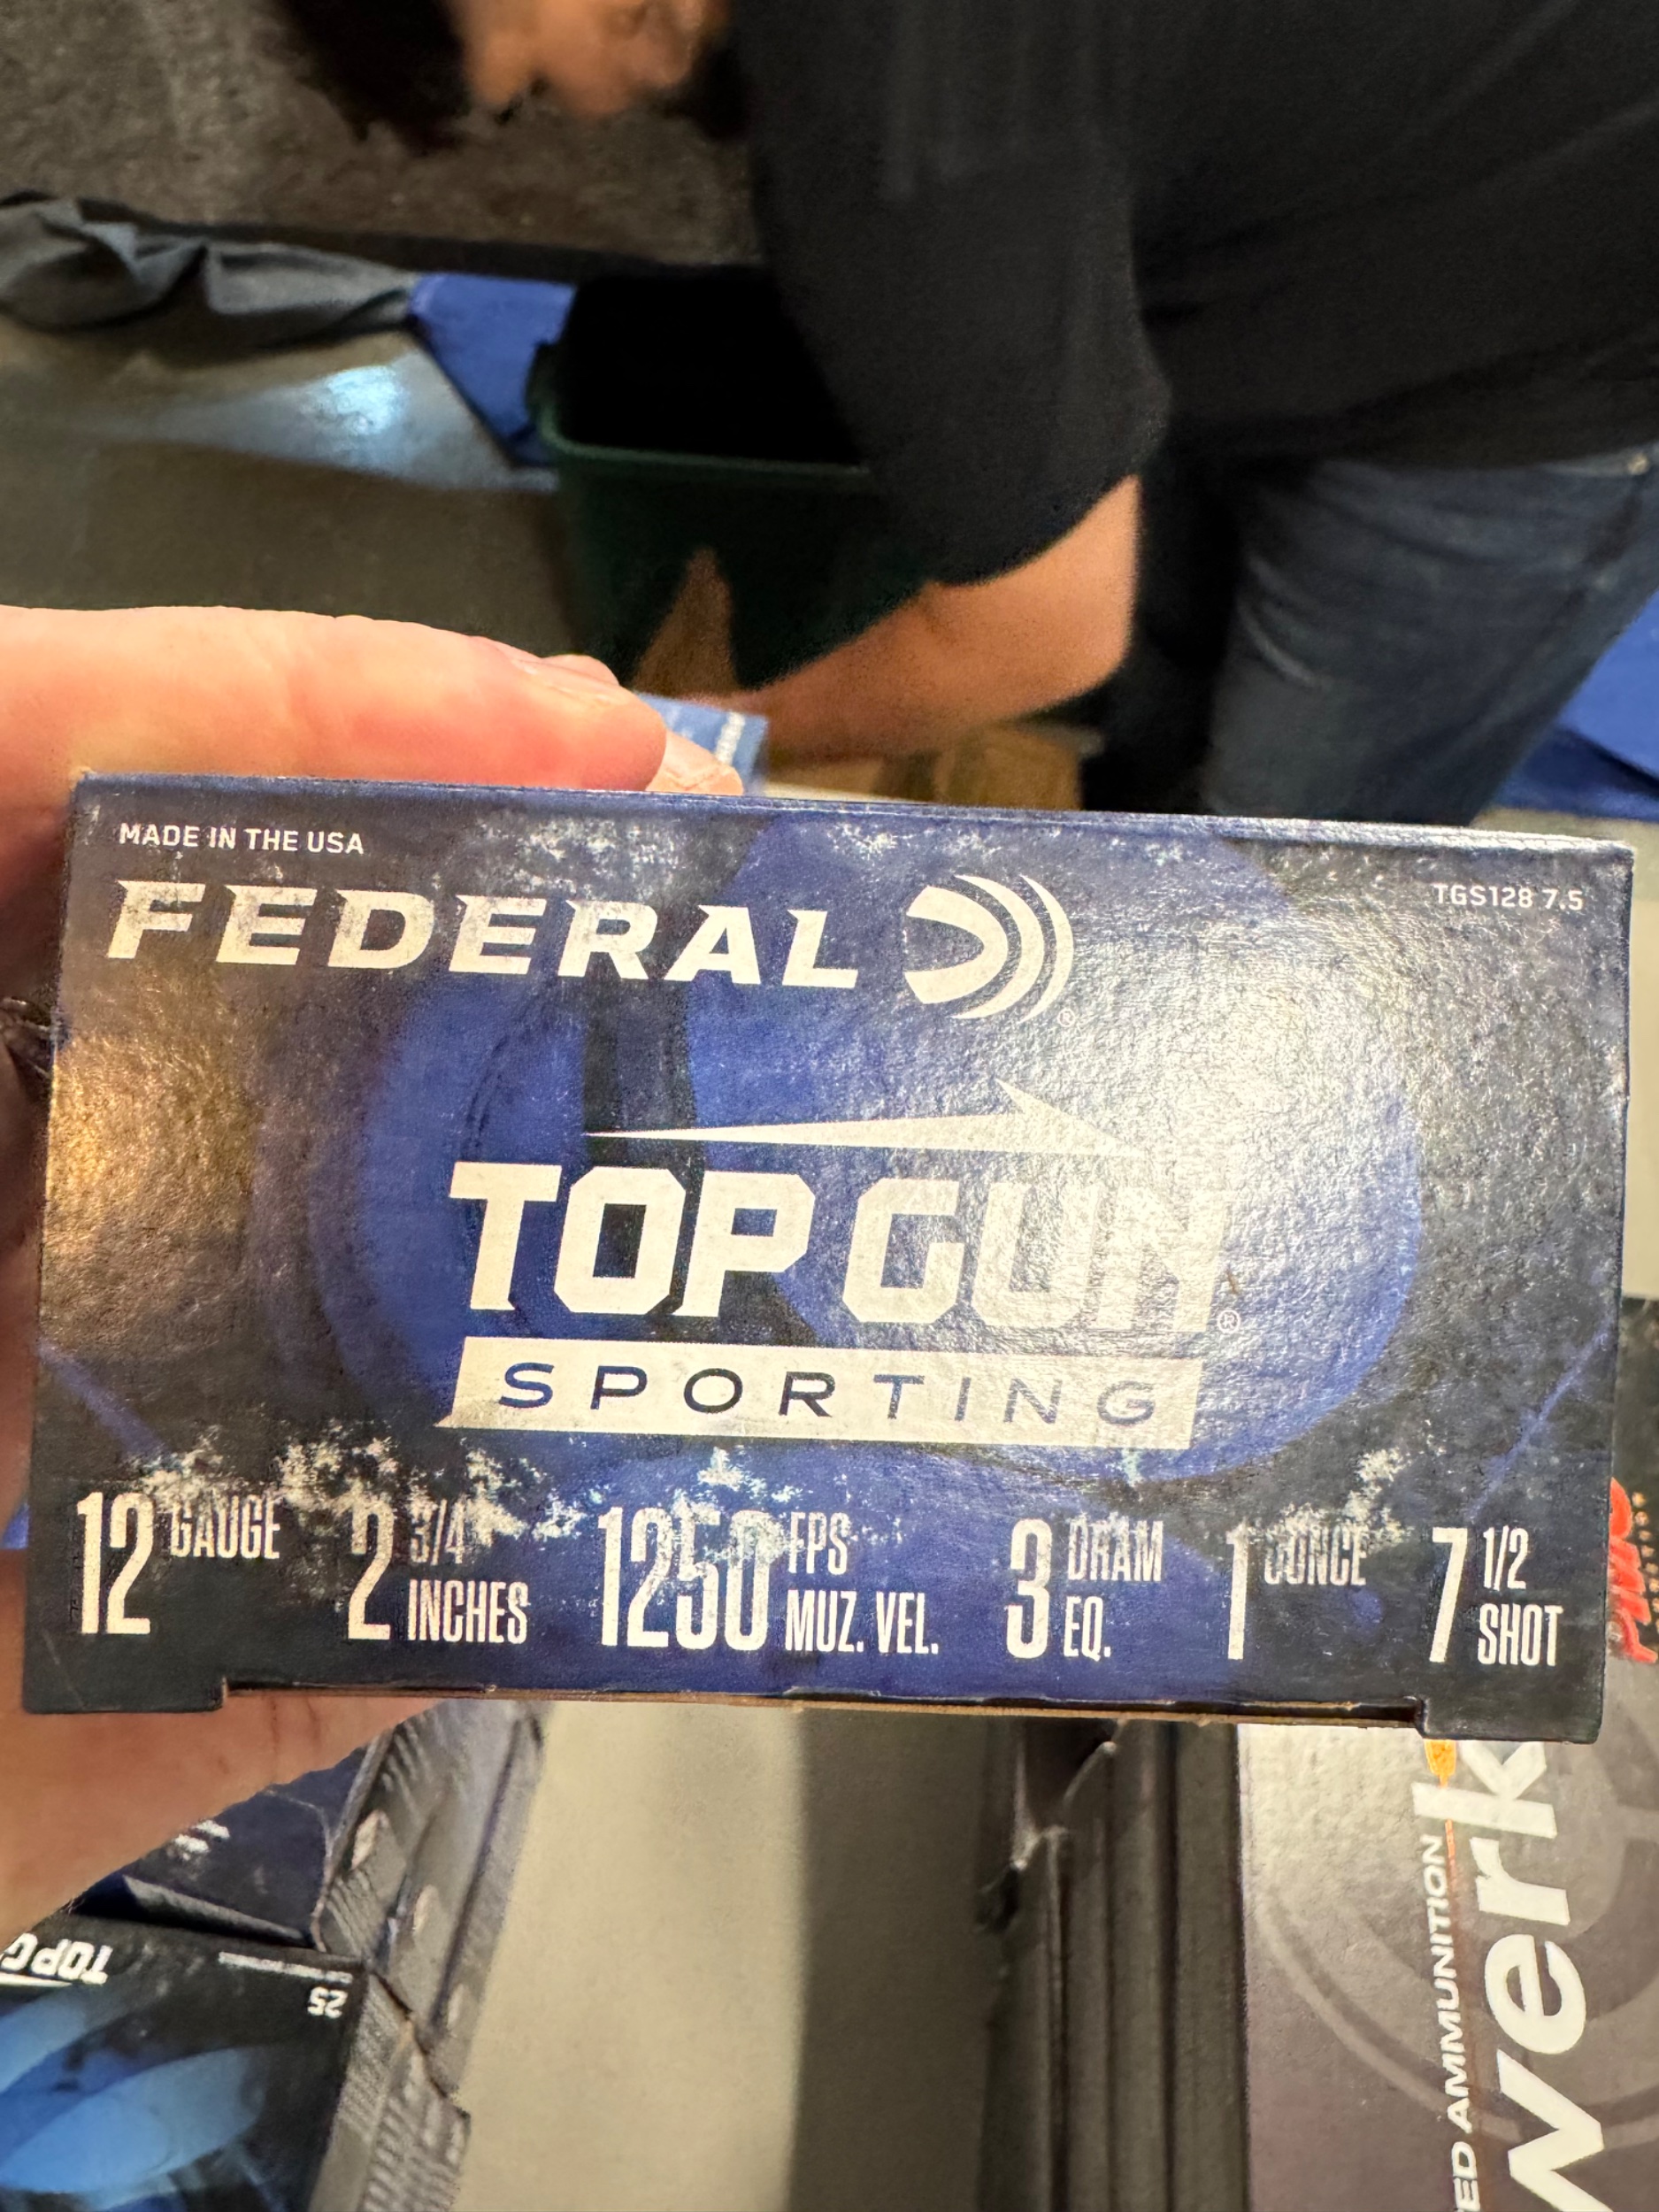 MADE IN THE USA
FEDERAL ®
TGS128 7.5
TOP GUN®
SPORTING
12 GAUGE 2 3/4 INCHES 1250 FPS MUZ. VEL. 3 DRAM EQ. 1 OUNCE 7 1/2 SHOT
TOP G
25
AMMUNITION
werk